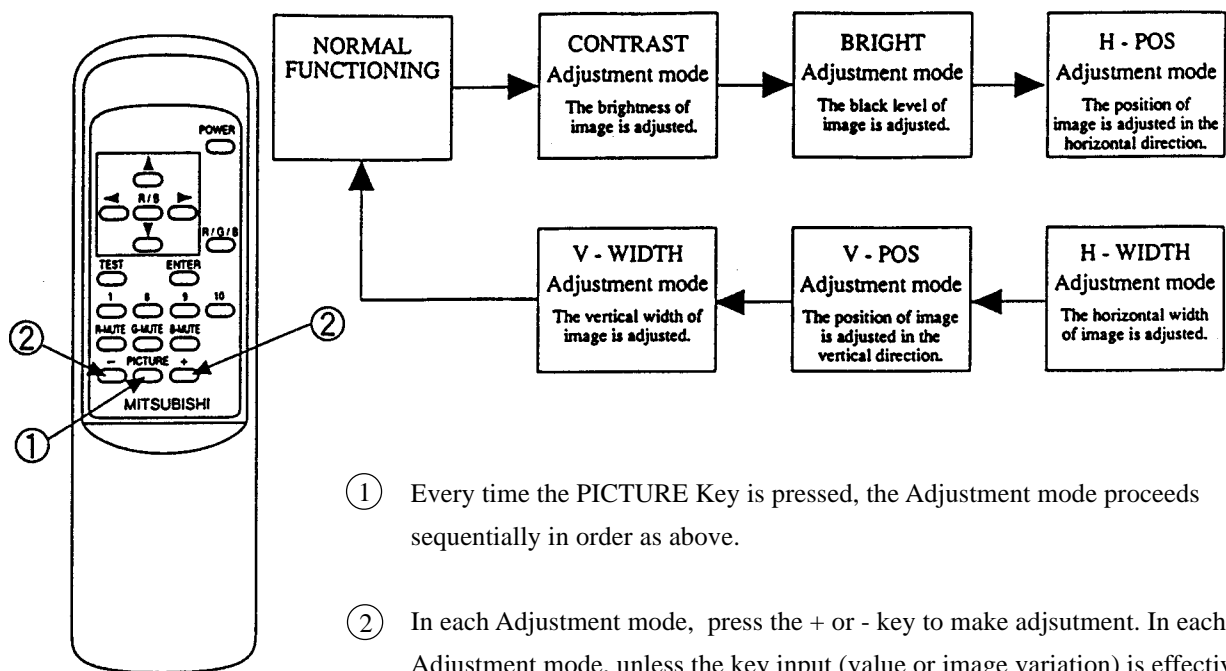 NORMAL
FUNCTIONING
CONTRAST
Adjustment mode
The brightness of
image is adjusted.
BRIGHT
Adjustment mode
The black level of
image is adjusted.
H - POS
Adjustment mode
The position of
image is adjusted in the
horizontal direction.
V - WIDTH
Adjustment mode
The vertical width of
image is adjusted.
V - POS
Adjustment mode
The position of image
is adjusted in the
vertical direction.
H - WIDTH
Adjustment mode
The horizontal width
of image is adjusted.
POWER
R/B
R/G/B
TEST ENTER
1 8 9 10
R-MUTE G-MUTE B-MUTE
− PICTURE +
MITSUBISHI
②
②
①
① Every time the PICTURE Key is pressed, the Adjustment mode proceeds
sequentially in order as above.
② In each Adjustment mode, press the + or - key to make adjsutment. In each
Adjustment mode, unless the key input (value or image variation) is effectiv